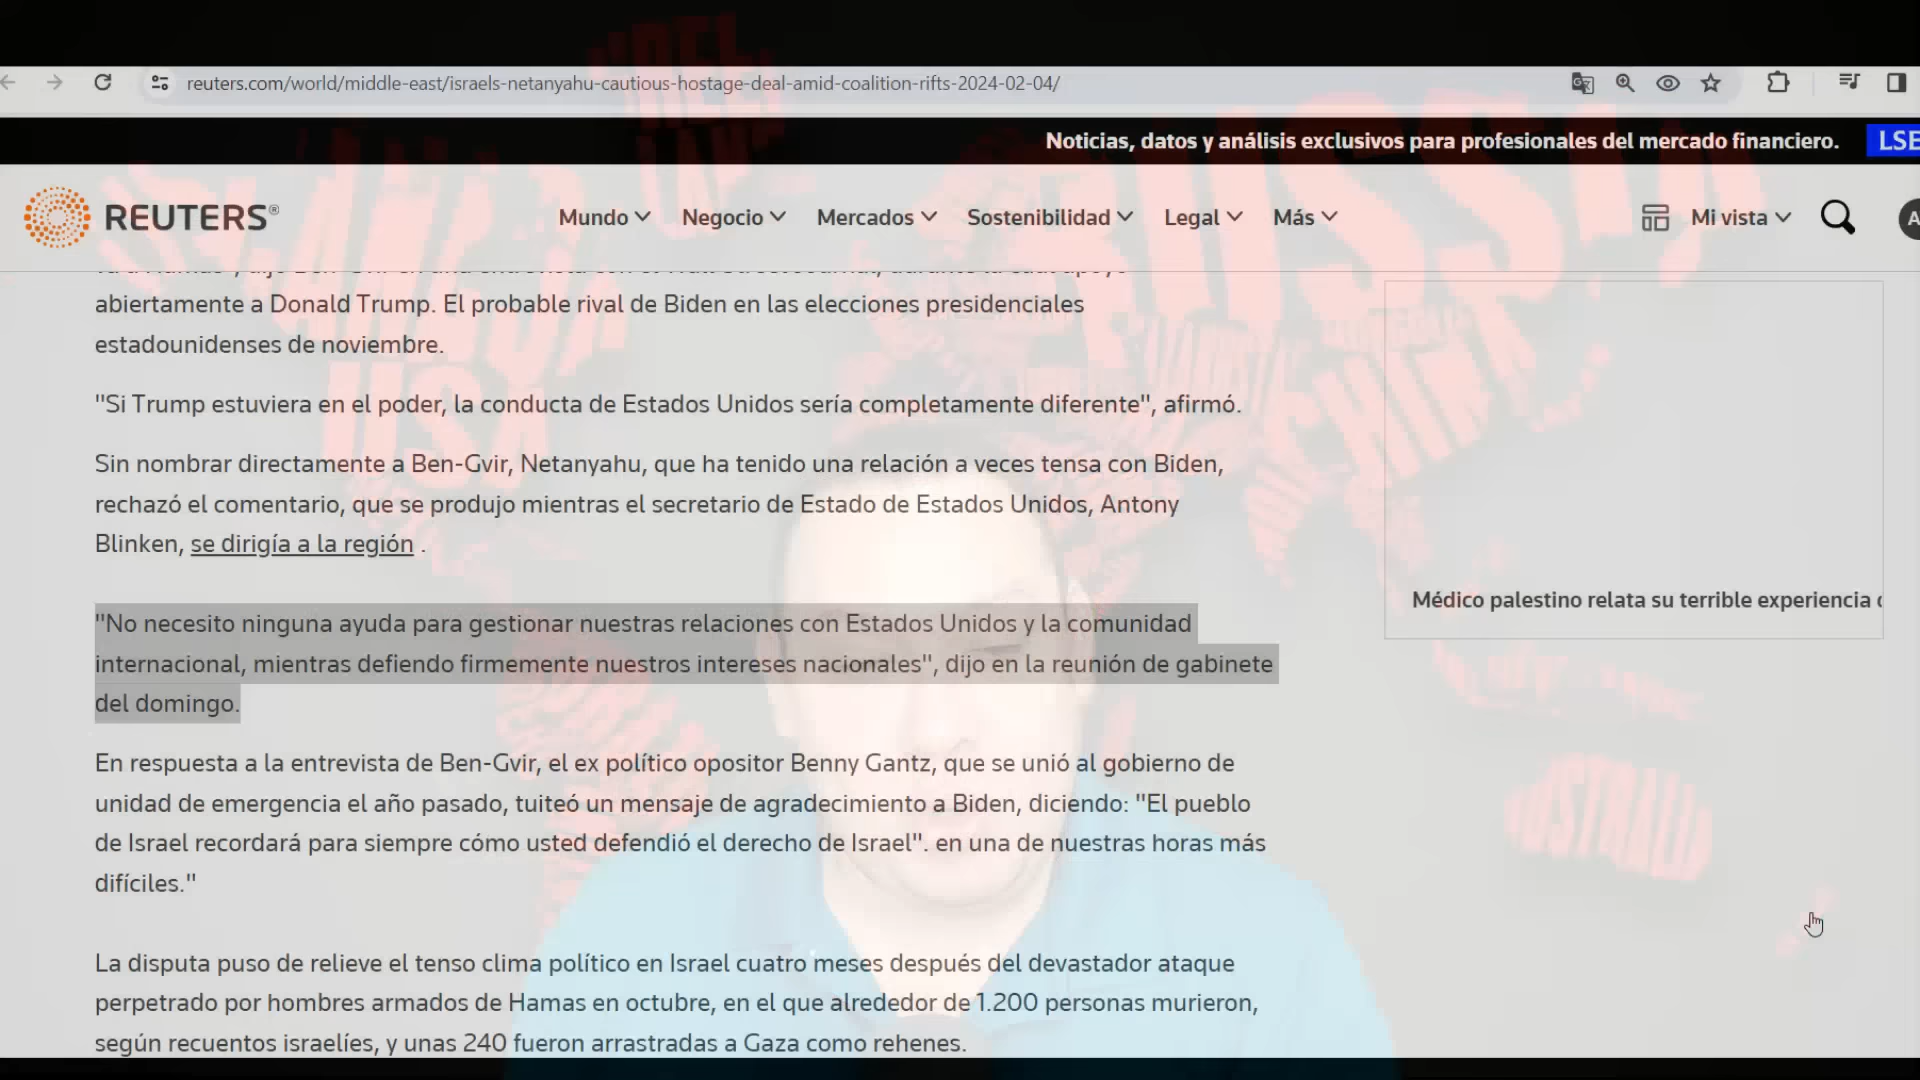 reuters.com/world/middle-east/israels-netanyahu-cautious-hostage-deal-amid-coalition-rifts-2024-02-04/
Noticias, datos y análisis exclusivos para profesionales del mercado financiero.
LSE
REUTERS®
Mundo Negocio Mercados Sostenibilidad Legal Más Mi vista A
abiertamente a Donald Trump. El probable rival de Biden en las elecciones presidenciales
estadounidenses de noviembre.
"Si Trump estuviera en el poder, la conducta de Estados Unidos sería completamente diferente", afirmó.
Sin nombrar directamente a Ben-Gvir, Netanyahu, que ha tenido una relación a veces tensa con Biden,
rechazó el comentario, que se produjo mientras el secretario de Estado de Estados Unidos, Antony
Blinken, se dirigía a la región .
"No necesito ninguna ayuda para gestionar nuestras relaciones con Estados Unidos y la comunidad
internacional, mientras defiendo firmemente nuestros intereses nacionales", dijo en la reunión de gabinete
del domingo.
En respuesta a la entrevista de Ben-Gvir, el ex político opositor Benny Gantz, que se unió al gobierno de
unidad de emergencia el año pasado, tuiteó un mensaje de agradecimiento a Biden, diciendo: "El pueblo
de Israel recordará para siempre cómo usted defendió el derecho de Israel". en una de nuestras horas más
difíciles."
La disputa puso de relieve el tenso clima político en Israel cuatro meses después del devastador ataque
perpetrado por hombres armados de Hamas en octubre, en el que alrededor de 1.200 personas murieron,
según recuentos israelíes, y unas 240 fueron arrastradas a Gaza como rehenes.
Médico palestino relata su terrible experiencia
RUSSIA
USA
CHINA
AUSTRALIA